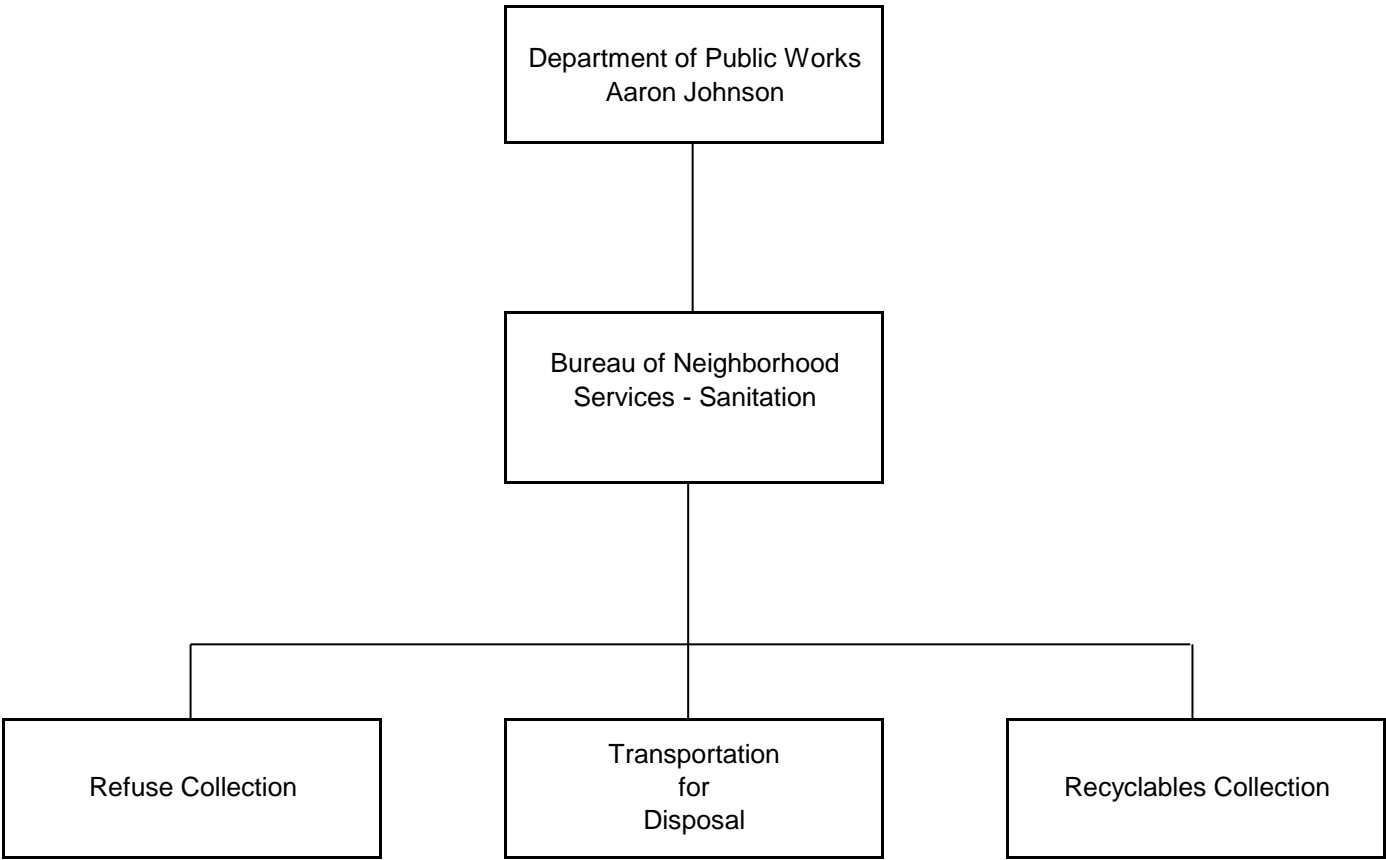 Department of Public Works
Aaron Johnson
Bureau of Neighborhood
Services - Sanitation
Refuse Collection
Transportation
for
Disposal
Recyclables Collection